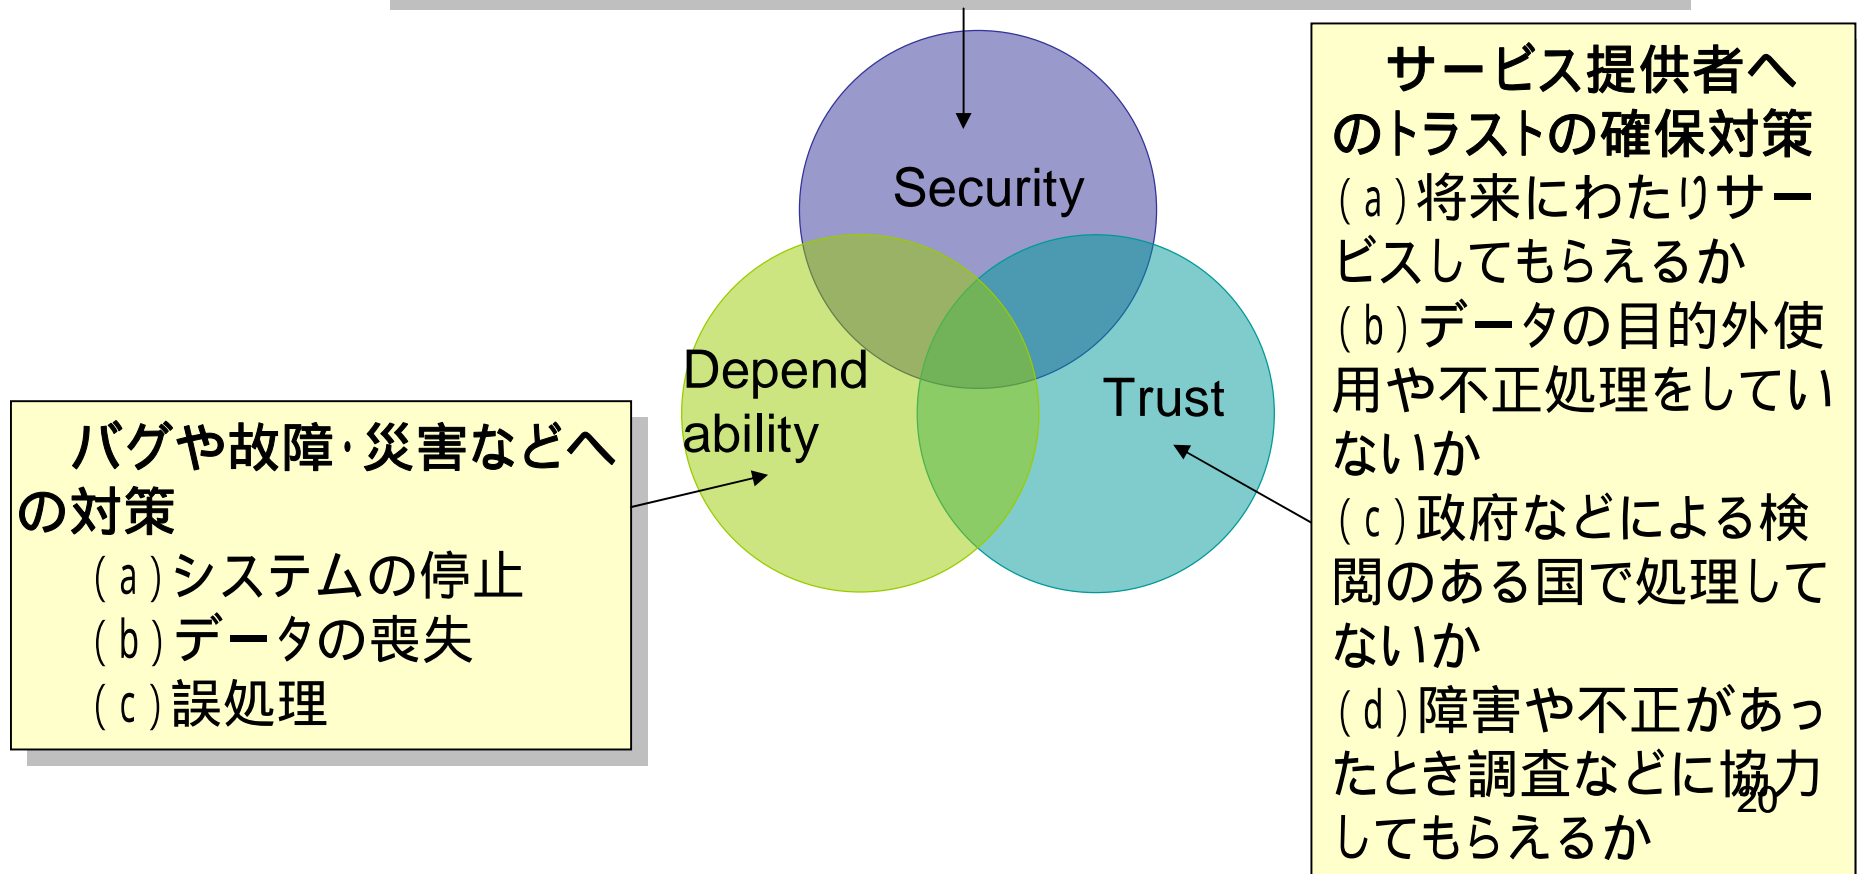 Security
Depend
ability
Trust
バグや故障・災害などへ
の対策
(a)システムの停止
(b)データの喪失
(c)誤処理
サービス提供者へ
のトラストの確保対策
(a)将来にわたりサー
ビスしてもらえるか
(b)データの目的外使
用や不正処理をしてい
ないか
(c)政府などによる検
閲のある国で処理して
ないか
(d)障害や不正があっ
たとき調査などに協力
してもらえるか
20